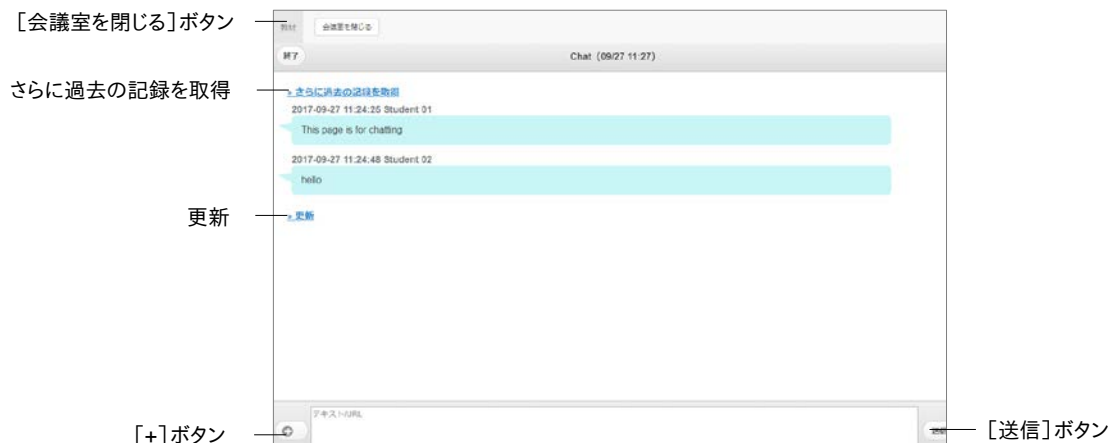 ［会議室を閉じる］ボタン
教材 会議室を閉じる
終了 Chat (09/27 11:27)
さらに過去の記録を取得
» さらに過去の記録を取得
2017-09-27 11:24:25 Student 01
This page is for chatting
2017-09-27 11:24:48 Student 02
hello
更新
» 更新
テキスト/URL
［+］ボタン
送信
［送信］ボタン